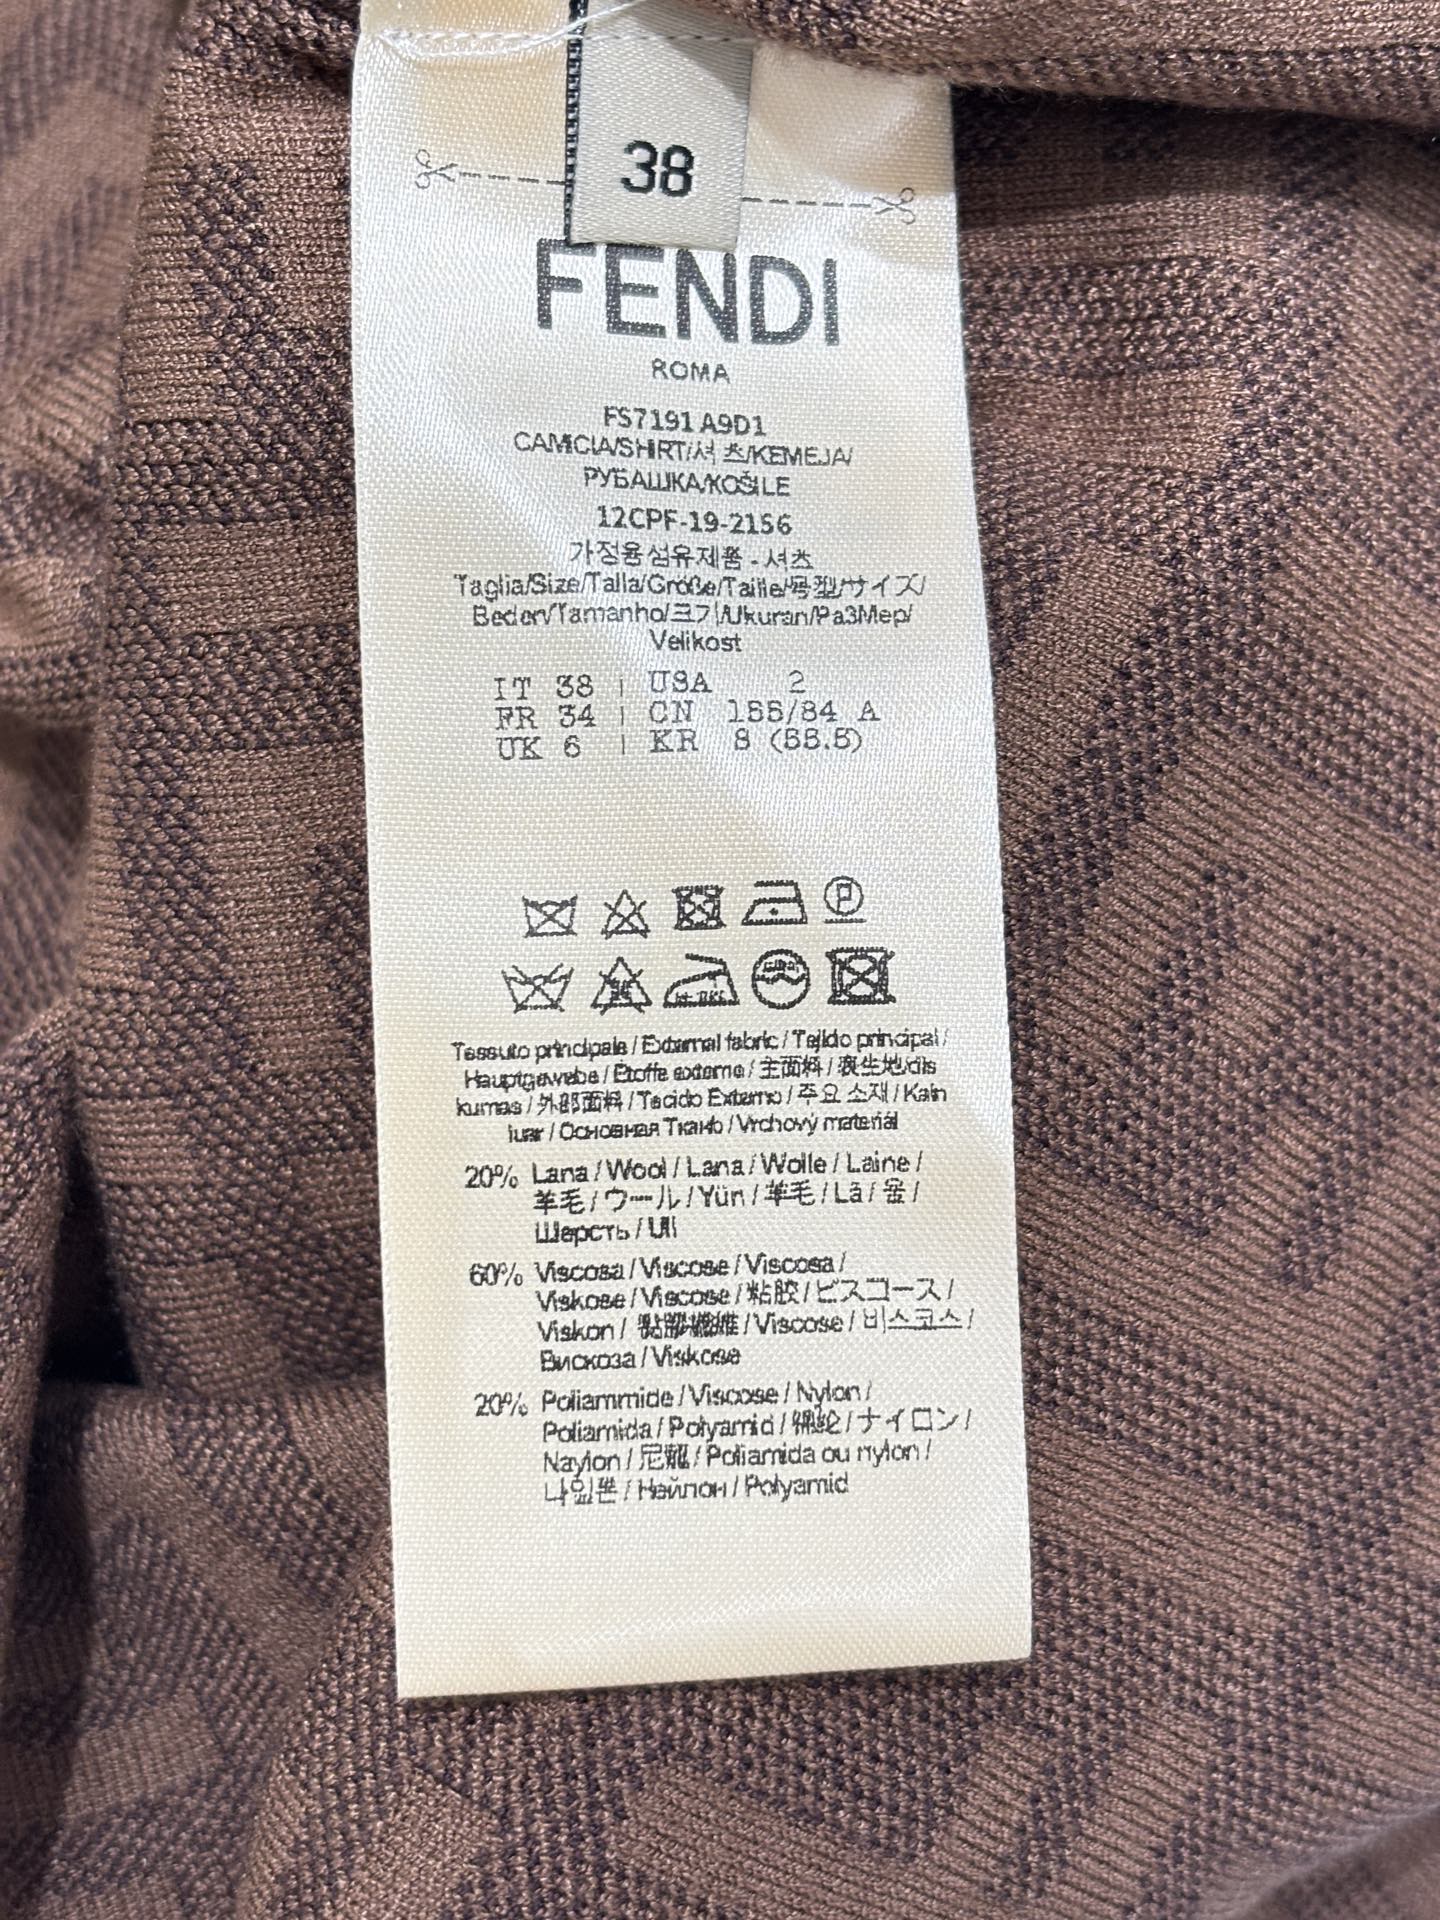 38
FENDI
ROMA
FS7191 A9D1
CAMICIA/SHIRT/셔츠/KEMEJA/
РУБАШКА/KOŠILE
12CPF-19-2156
가정용 섬유제품 - 셔츠
Taglia/Size/Talla/Größe/Taille/号型/サイズ/
Beden/Tamanho/크기/Ukuran/Pa3Mep/
Velikost
IT 38 | USA 2
FR 34 | CN 155/84 A
UK 6 | KR 8 (88.5)
P
Tessuto principale / External fabric / Tejido principal /
Hauptgewebe / Etoffe externe / 主面料 / 表生地/dis
kumas / 外部面料 / Tecido Externo / 주요 소재 / Kain
luar / Основная Ткань / Vrchový materiál
20% Lana / Wool / Lana / Wolle / Laine /
羊毛 / ウール / Yün / 羊毛 / Lã / 울 /
Шерсть / Ull
60% Viscosa / Viscose / Viscosa /
Viskose / Viscose / 粘胶 / ビスコース /
Viskon / 黏膠纖維 / Viscose / 비스코스 /
Вискоза / Viskose
20% Poliammide / Viscose / Nylon /
Poliamida / Polyamid / 锦纶 / ナイロン /
Naylon / 尼龍 / Poliamida ou nylon /
나일론 / Нейлон / Polyamid